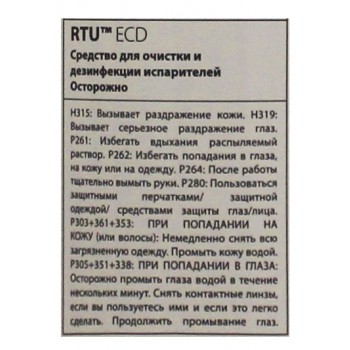 RTU™ ECD
Средство для очистки и
дезинфекции испарителей
Осторожно
H315: Вызывает раздражение кожи. H319:
Вызывает серьезное раздражение глаз.
P261: Избегать вдыхания распыляемый
раствор. P262: Избегать попадания в глаза,
на кожу или на одежду. P264: После работы
тщательно вымыть руки. P280: Пользоваться
защитными перчатками/ защитной
одеждой/ средствами защиты глаз/лица.
P303+361+353: ПРИ ПОПАДАНИИ НА
КОЖУ (или волосы): Немедленно снять всю
загрязненную одежду. Промыть кожу водой.
P305+351+338: ПРИ ПОПАДАНИИ В ГЛАЗА:
Осторожно промыть глаза водой в течение
нескольких минут. Снять контактные линзы,
если вы пользуетесь ими и если это легко
сделать. Продолжить промывание глаз.